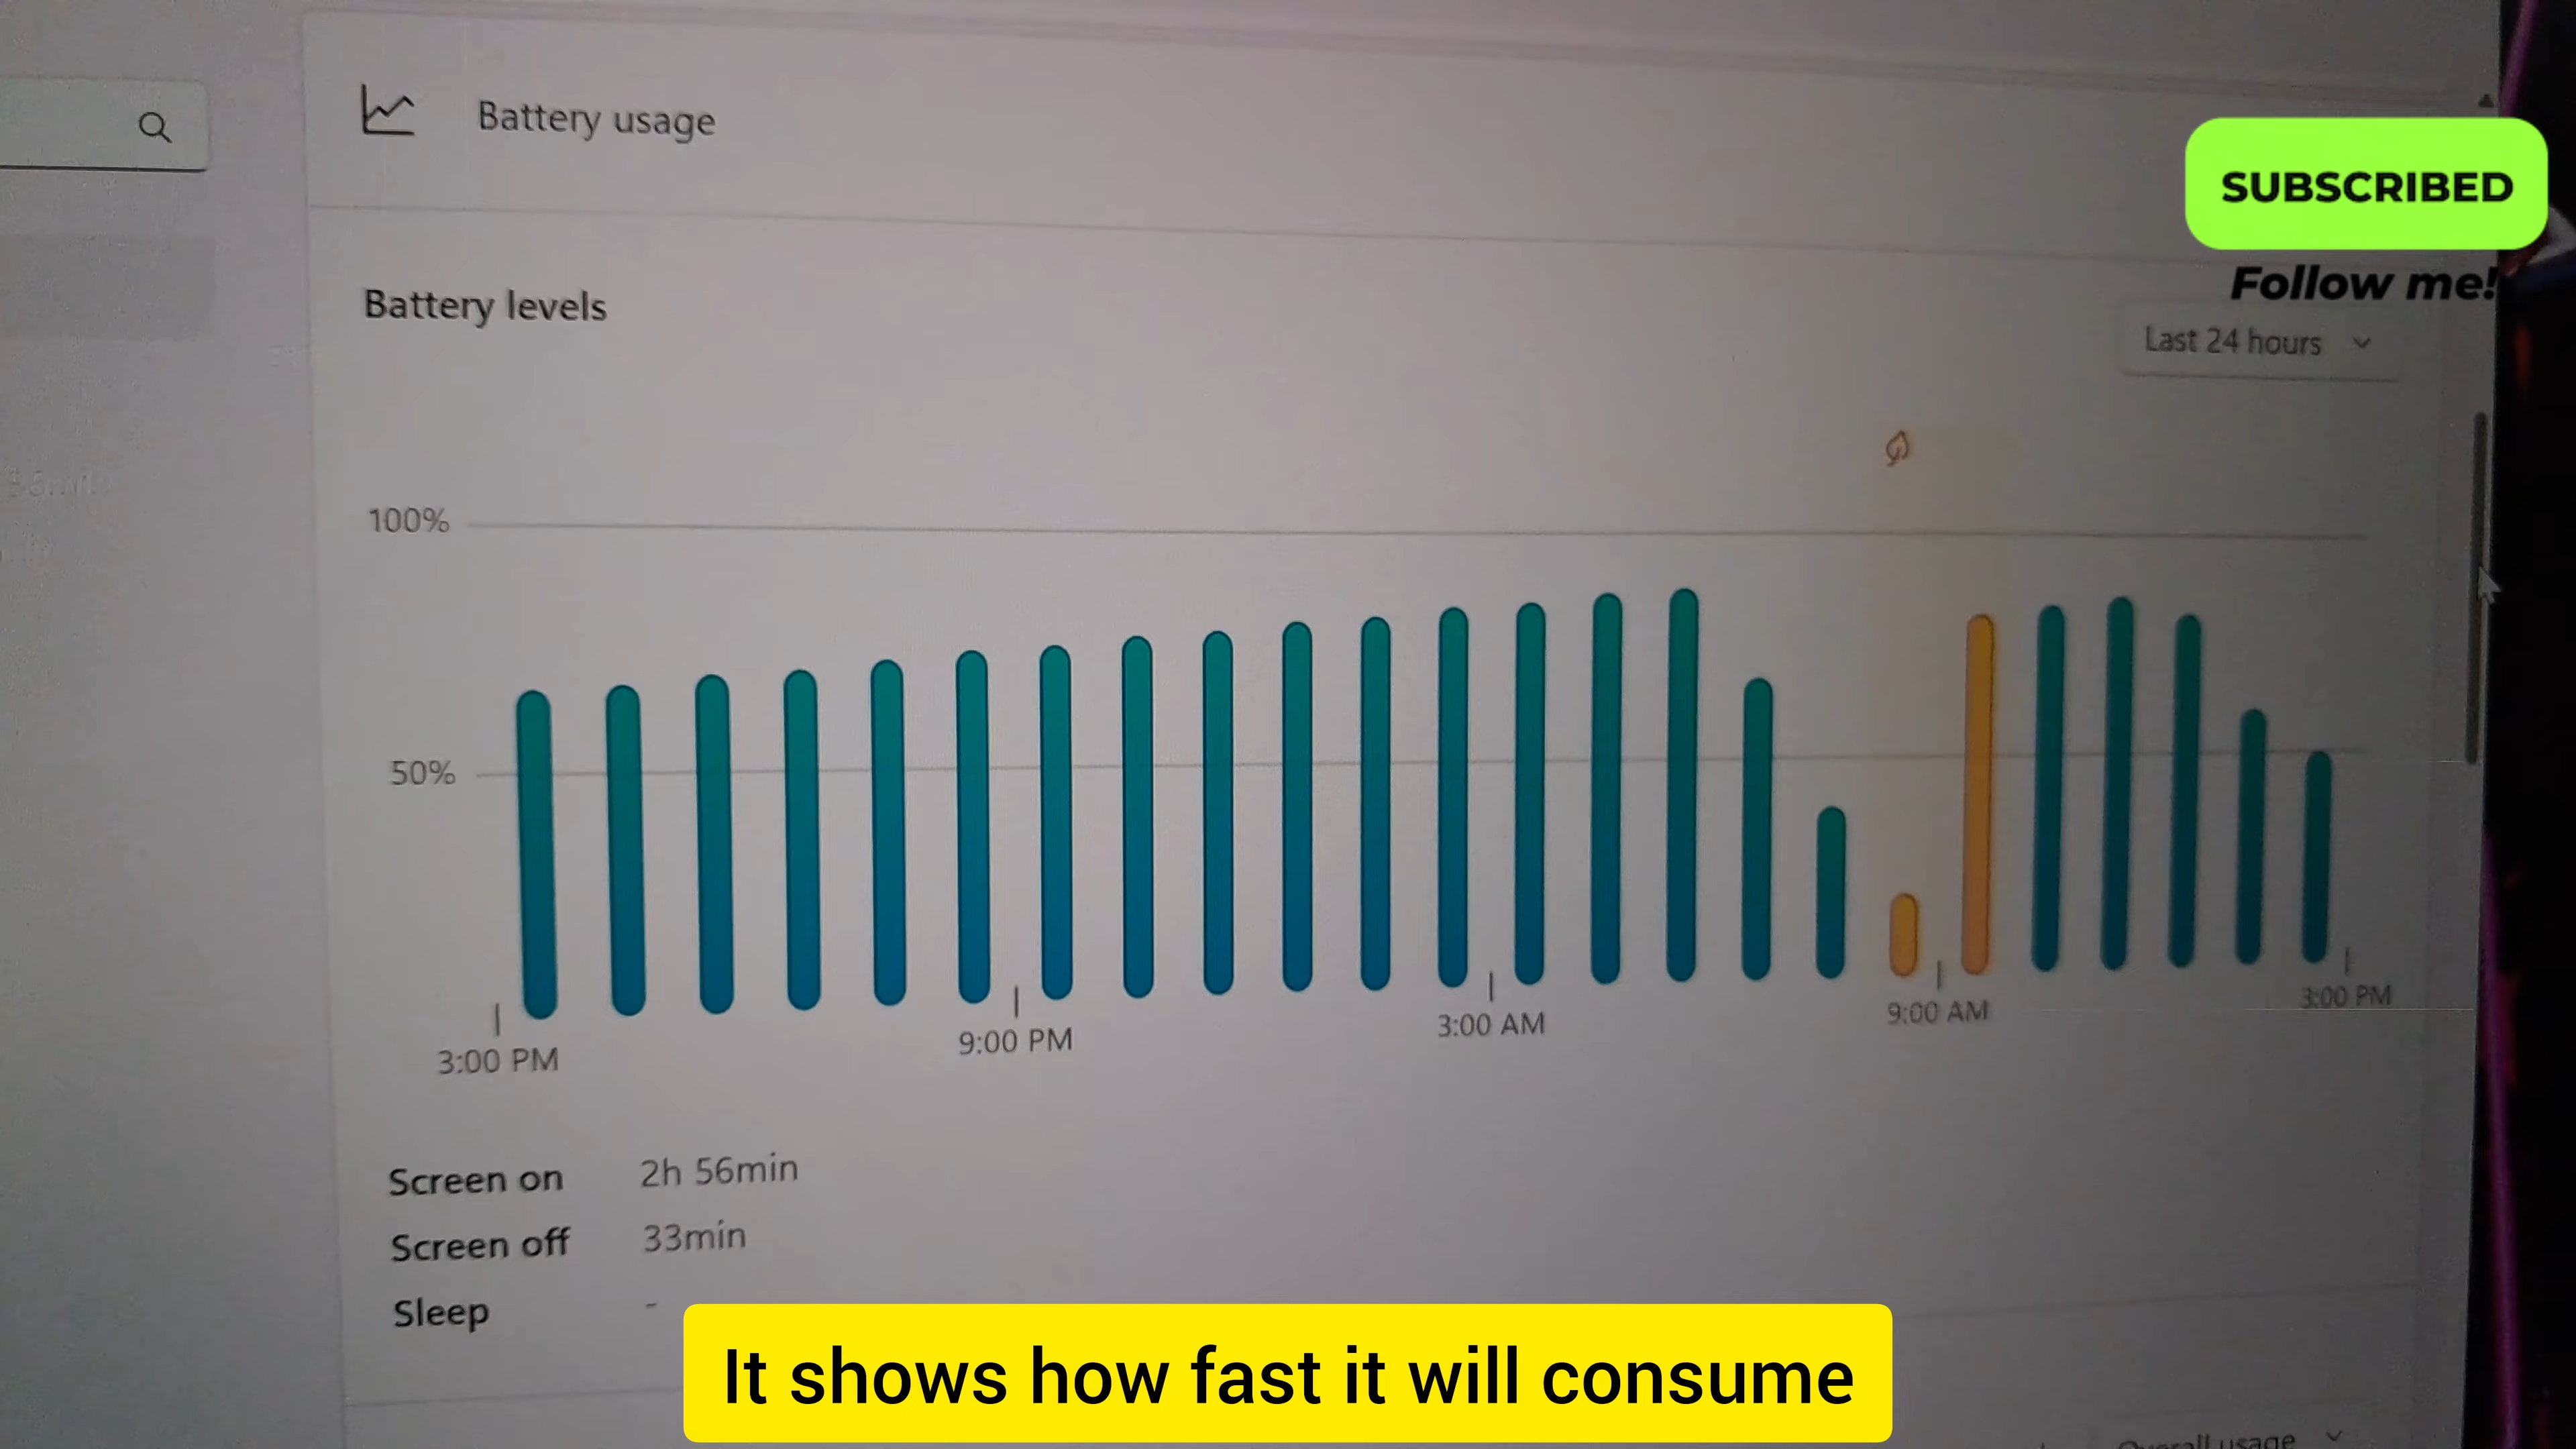 Battery usage
SUBSCRIBED
Follow me!
Battery levels
Last 24 hours
100%
50%
3:00 PM
9:00 PM
3:00 AM
9:00 AM
3:00 PM
Screen on 2h 56min
Screen off 33min
Sleep -
It shows how fast it will consume
Overall usage